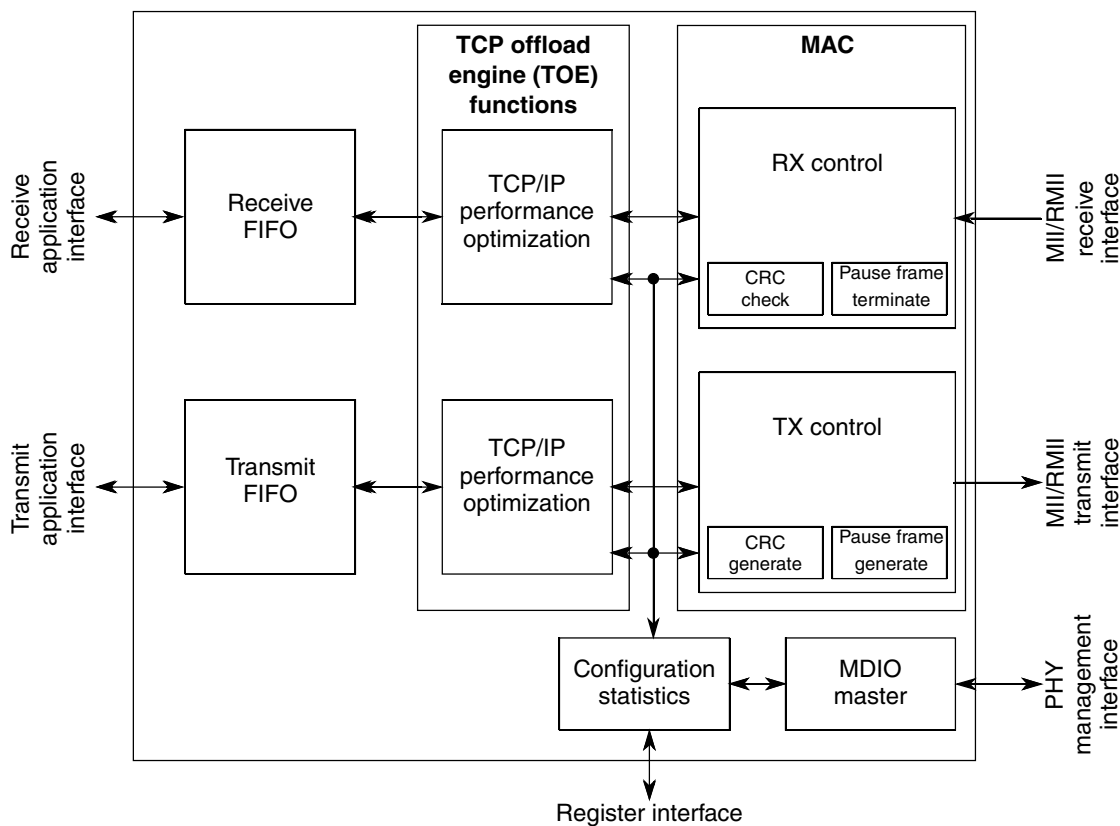 TCP offload
engine (TOE)
functions
MAC
Receive
application
interface
Receive
FIFO
TCP/IP
performance
optimization
RX control
CRC
check
Pause frame
terminate
MII/RMII
receive
interface
Transmit
application
interface
Transmit
FIFO
TCP/IP
performance
optimization
TX control
CRC
generate
Pause frame
generate
MII/RMII
transmit
interface
Configuration
statistics
MDIO
master
PHY
management
interface
Register interface